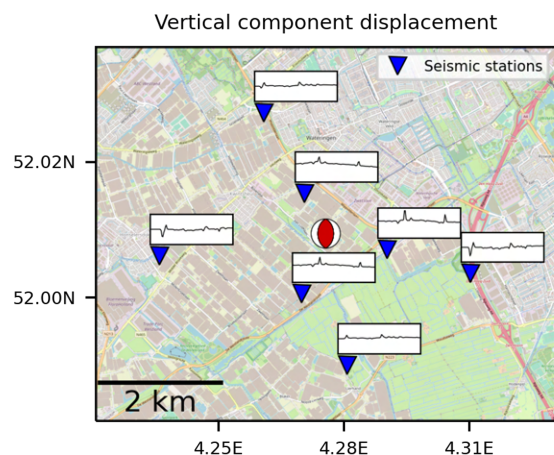 Vertical component displacement
Seismic stations
Wateringen
52.02N
52.00N
2 km
4.25E
4.28E
4.31E